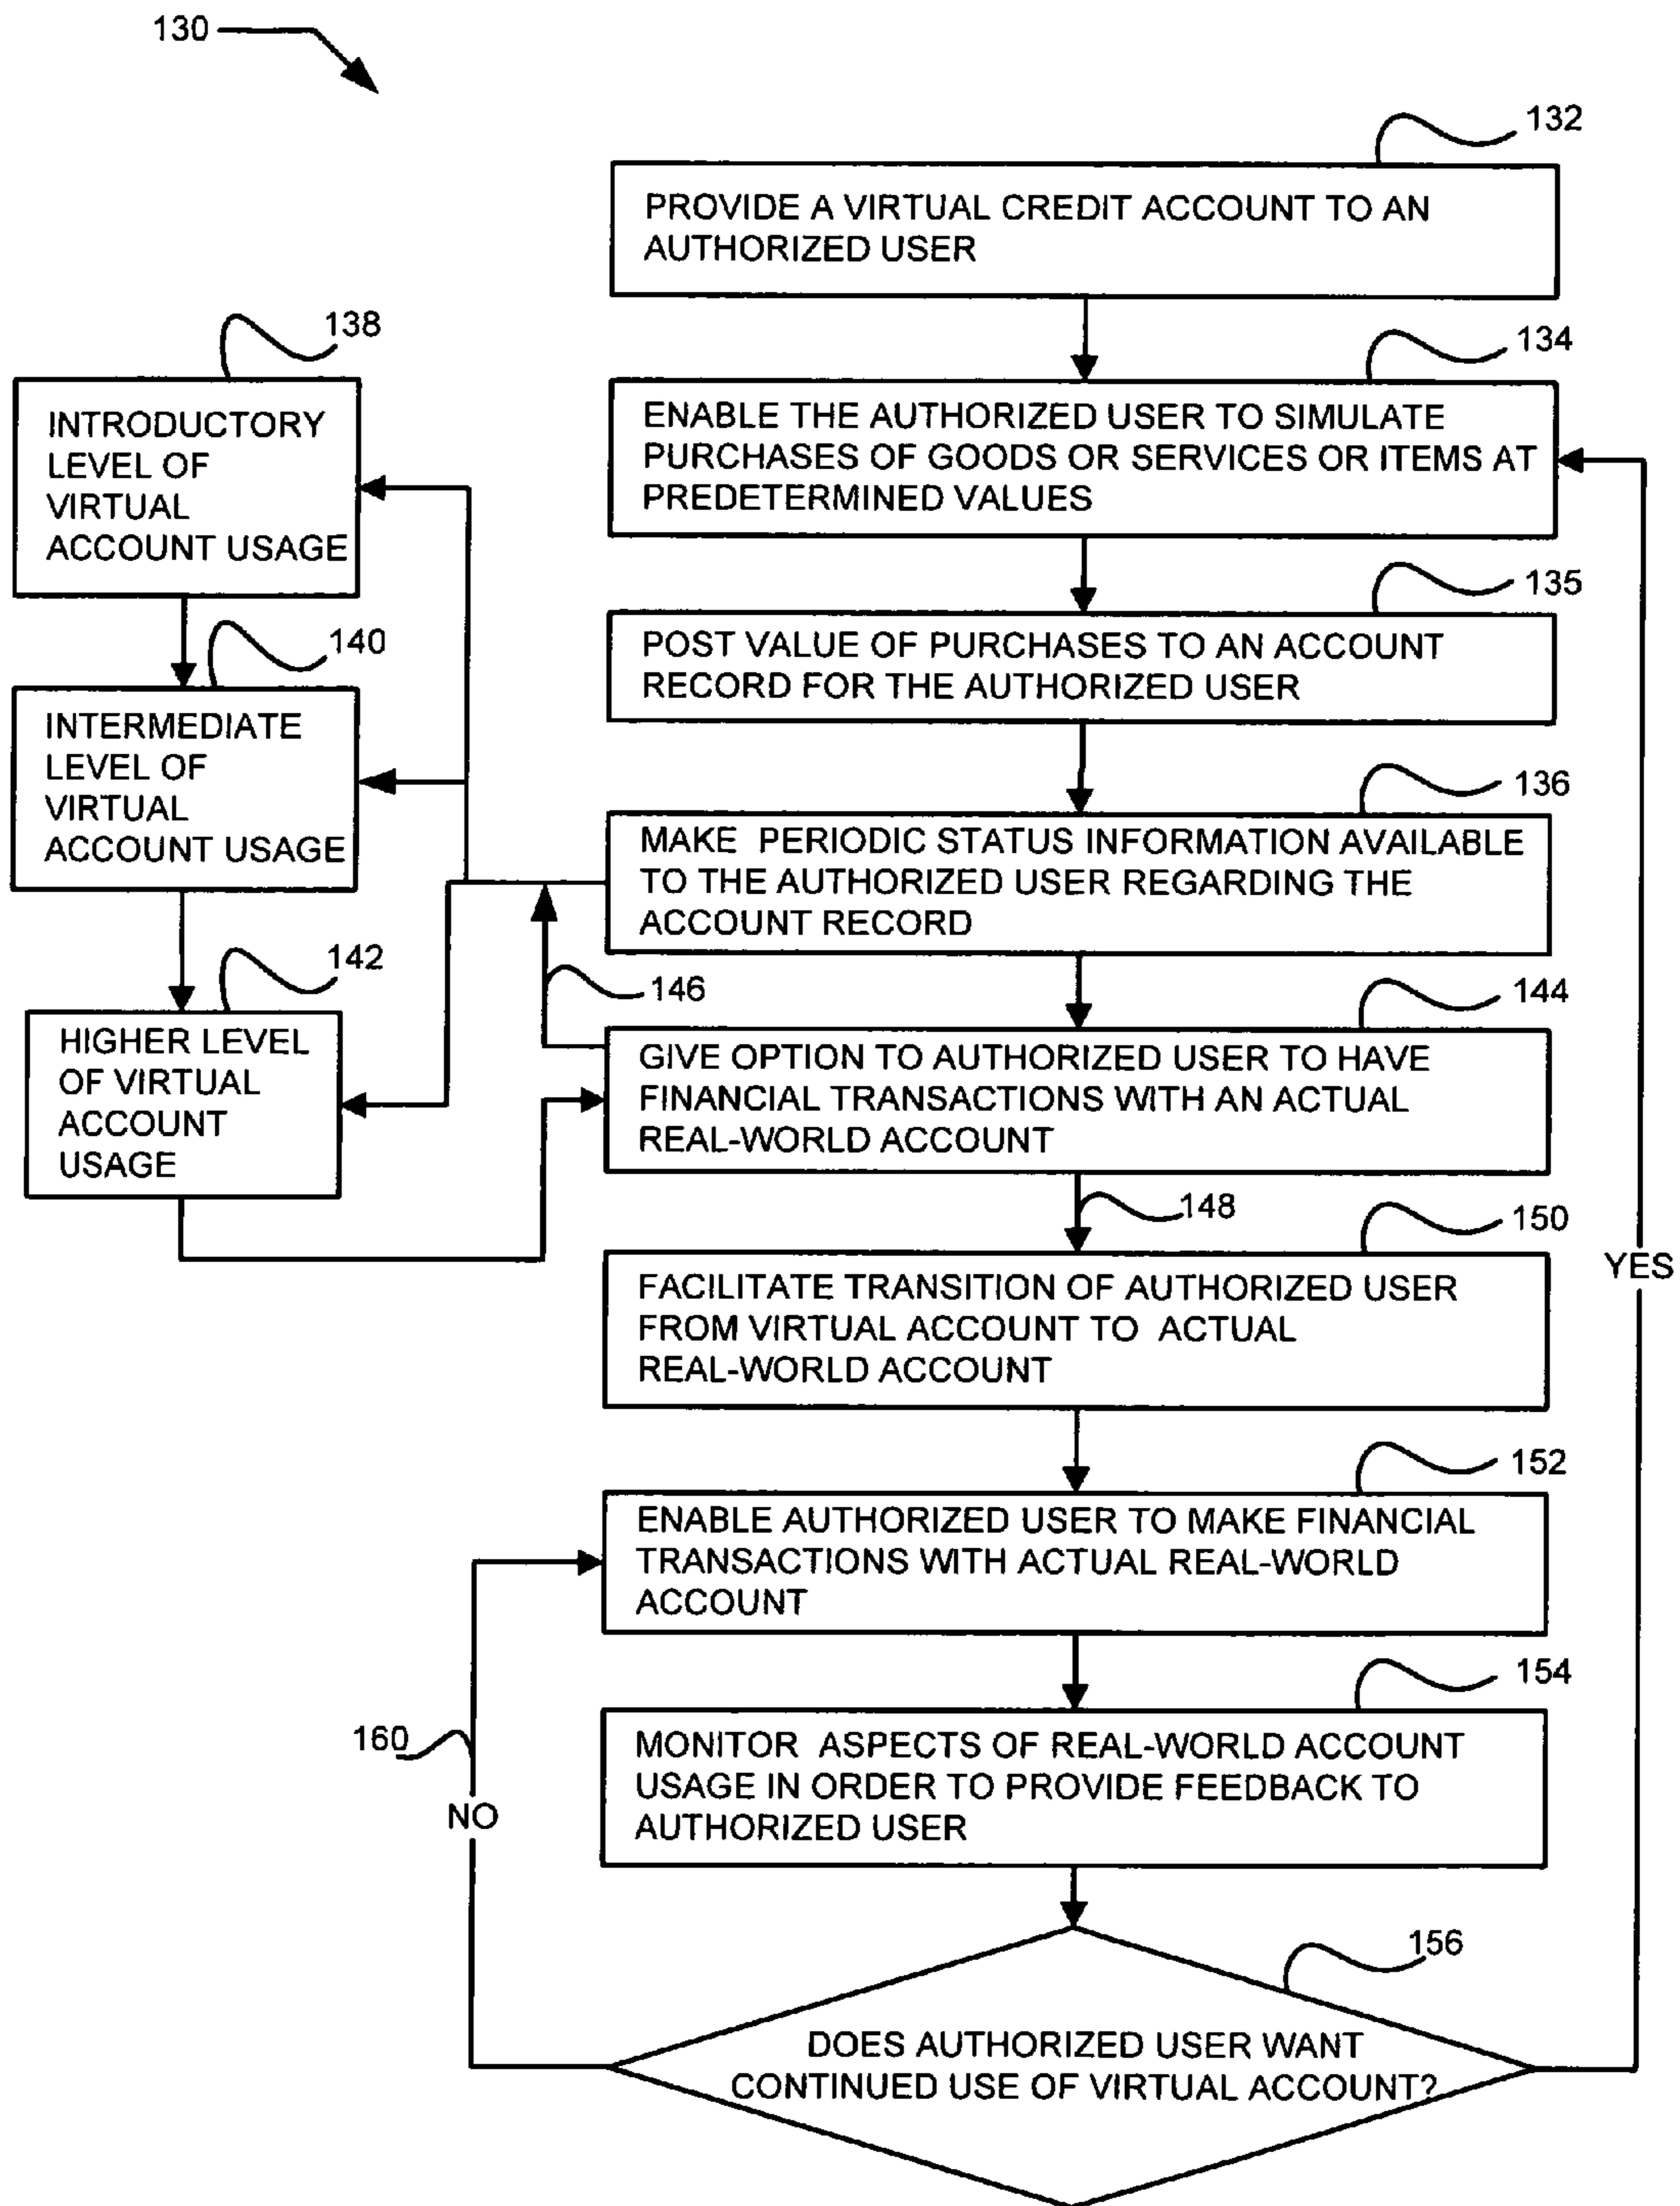 130
132
PROVIDE A VIRTUAL CREDIT ACCOUNT TO AN
AUTHORIZED USER
134
ENABLE THE AUTHORIZED USER TO SIMULATE
PURCHASES OF GOODS OR SERVICES OR ITEMS AT
PREDETERMINED VALUES
138
INTRODUCTORY
LEVEL OF
VIRTUAL
ACCOUNT USAGE
135
POST VALUE OF PURCHASES TO AN ACCOUNT
RECORD FOR THE AUTHORIZED USER
140
INTERMEDIATE
LEVEL OF
VIRTUAL
ACCOUNT USAGE
136
MAKE PERIODIC STATUS INFORMATION AVAILABLE
TO THE AUTHORIZED USER REGARDING THE
ACCOUNT RECORD
142
HIGHER LEVEL
OF VIRTUAL
ACCOUNT
USAGE
146
144
GIVE OPTION TO AUTHORIZED USER TO HAVE
FINANCIAL TRANSACTIONS WITH AN ACTUAL
REAL-WORLD ACCOUNT
148
150
FACILITATE TRANSITION OF AUTHORIZED USER
FROM VIRTUAL ACCOUNT TO ACTUAL
REAL-WORLD ACCOUNT
YES
152
ENABLE AUTHORIZED USER TO MAKE FINANCIAL
TRANSACTIONS WITH ACTUAL REAL-WORLD
ACCOUNT
154
MONITOR ASPECTS OF REAL-WORLD ACCOUNT
USAGE IN ORDER TO PROVIDE FEEDBACK TO
AUTHORIZED USER
160
NO
156
DOES AUTHORIZED USER WANT
CONTINUED USE OF VIRTUAL ACCOUNT?